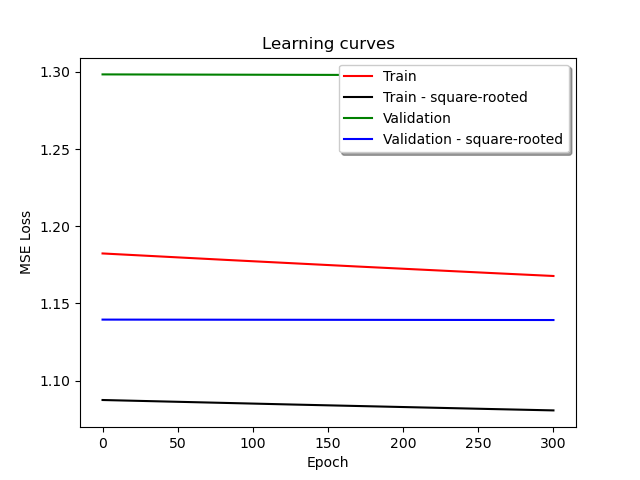 Learning curves
1.30
1.25
1.20
1.15
1.10
MSE Loss
Train
Train - square-rooted
Validation
Validation - square-rooted
0
50
100
150
200
250
300
Epoch